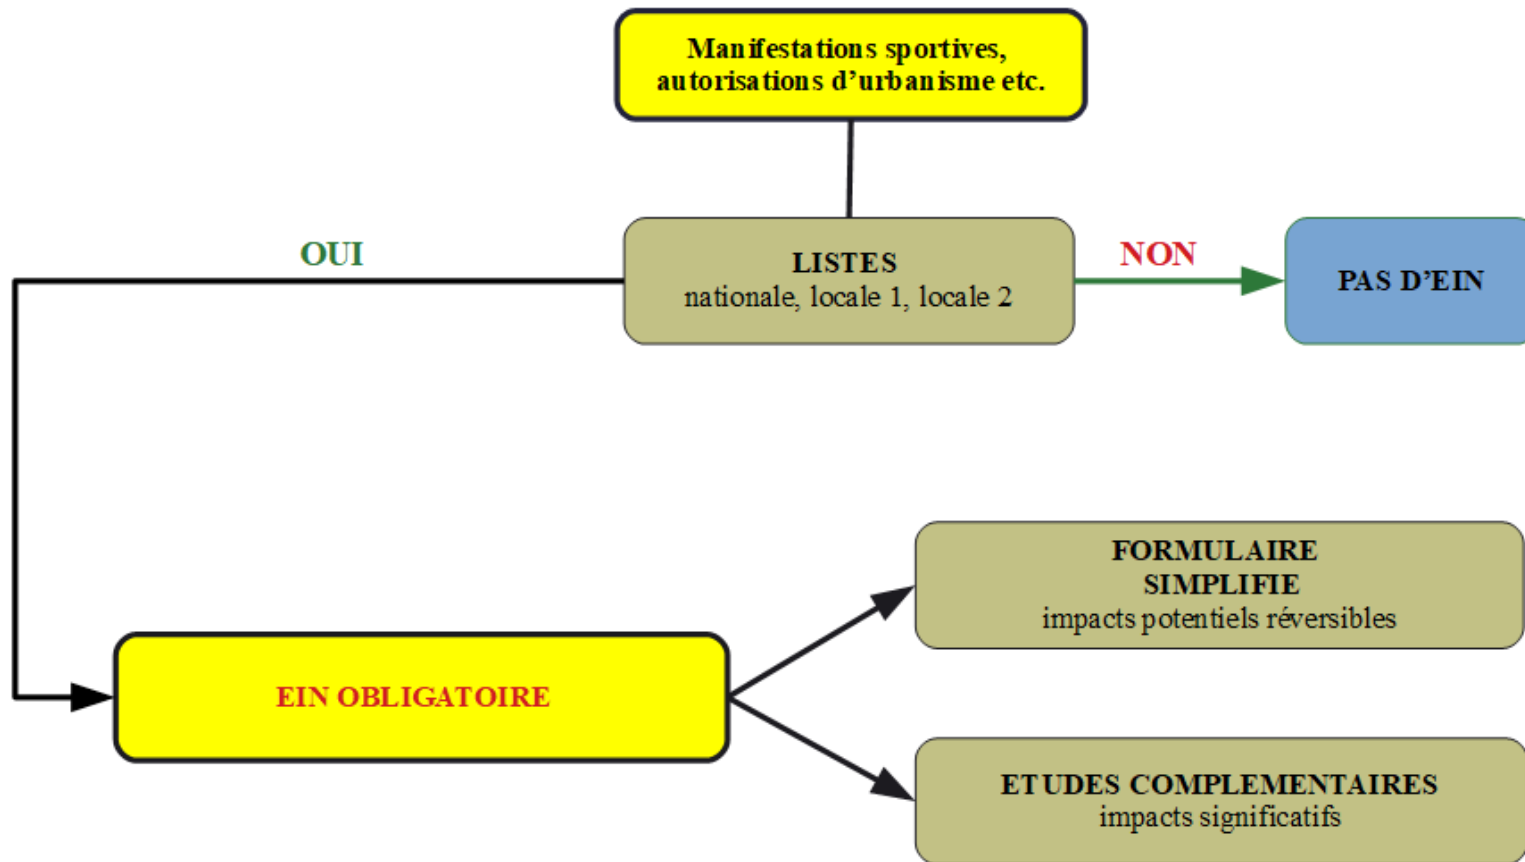 Manifestations sportives,
autorisations d'urbanisme etc.
OUI
LISTES
nationale, locale 1, locale 2
NON
PAS D'EIN
FORMULAIRE
SIMPLIFIE
impacts potentiels réversibles
EIN OBLIGATOIRE
ETUDES COMPLEMENTAIRES
impacts significatifs